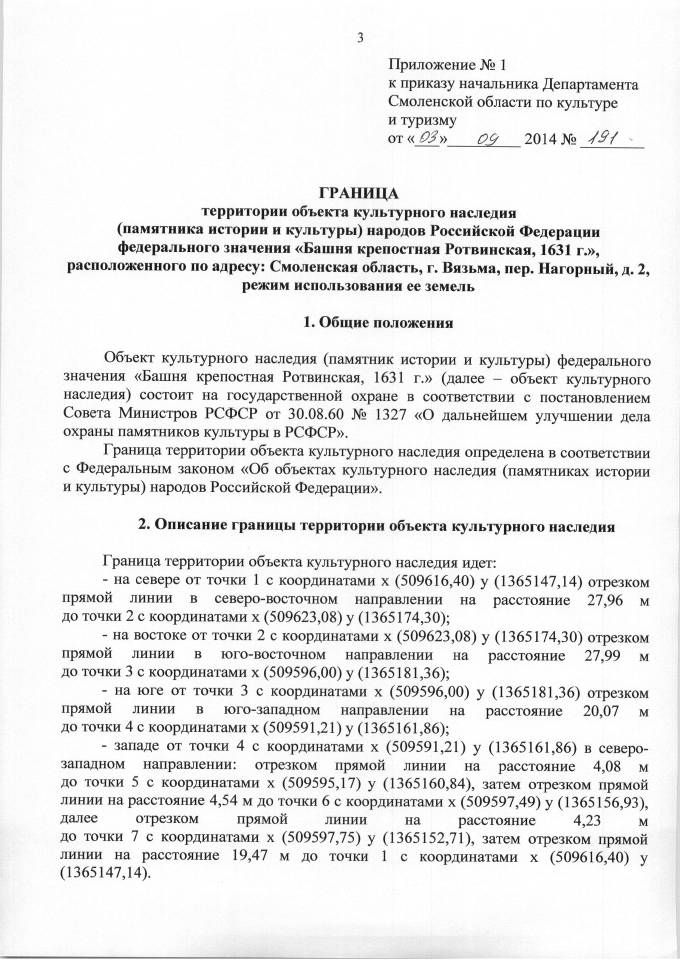 3
Приложение № 1
к приказу начальника Департамента
Смоленской области по культуре
и туризму
от «03» 09 2014 № 191
ГРАНИЦА
территории объекта культурного наследия
(памятника истории и культуры) народов Российской Федерации
федерального значения «Башня крепостная Ротвинская, 1631 г.»,
расположенного по адресу: Смоленская область, г. Вязьма, пер. Нагорный, д. 2,
режим использования ее земель
1. Общие положения
Объект культурного наследия (памятник истории и культуры) федерального
значения «Башня крепостная Ротвинская, 1631 г.» (далее – объект культурного
наследия) состоит на государственной охране в соответствии с постановлением
Совета Министров РСФСР от 30.08.60 № 1327 «О дальнейшем улучшении дела
охраны памятников культуры в РСФСР».
Граница территории объекта культурного наследия определена в соответствии
с Федеральным законом «Об объектах культурного наследия (памятниках истории
и культуры) народов Российской Федерации».
2. Описание границы территории объекта культурного наследия
Граница территории объекта культурного наследия идет:
- на севере от точки 1 с координатами х (509616,40) у (1365147,14) отрезком
прямой линии в северо-восточном направлении на расстояние 27,96 м
до точки 2 с координатами х (509623,08) у (1365174,30);
- на востоке от точки 2 с координатами х (509623,08) у (1365174,30) отрезком
прямой линии в юго-восточном направлении на расстояние 27,99 м
до точки 3 с координатами х (509596,00) у (1365181,36);
- на юге от точки 3 с координатами х (509596,00) у (1365181,36) отрезком
прямой линии в юго-западном направлении на расстояние 20,07 м
до точки 4 с координатами х (509591,21) у (1365161,86);
- западе от точки 4 с координатами х (509591,21) у (1365161,86) в северо-
западном направлении: отрезком прямой линии на расстояние 4,08 м
до точки 5 с координатами х (509595,17) у (1365160,84), затем отрезком прямой
линии на расстояние 4,54 м до точки 6 с координатами х (509597,49) у (1365156,93),
далее отрезком прямой линии на расстояние 4,23 м
до точки 7 с координатами х (509597,75) у (1365152,71), затем отрезком прямой
линии на расстояние 19,47 м до точки 1 с координатами х (509616,40) у
(1365147,14).